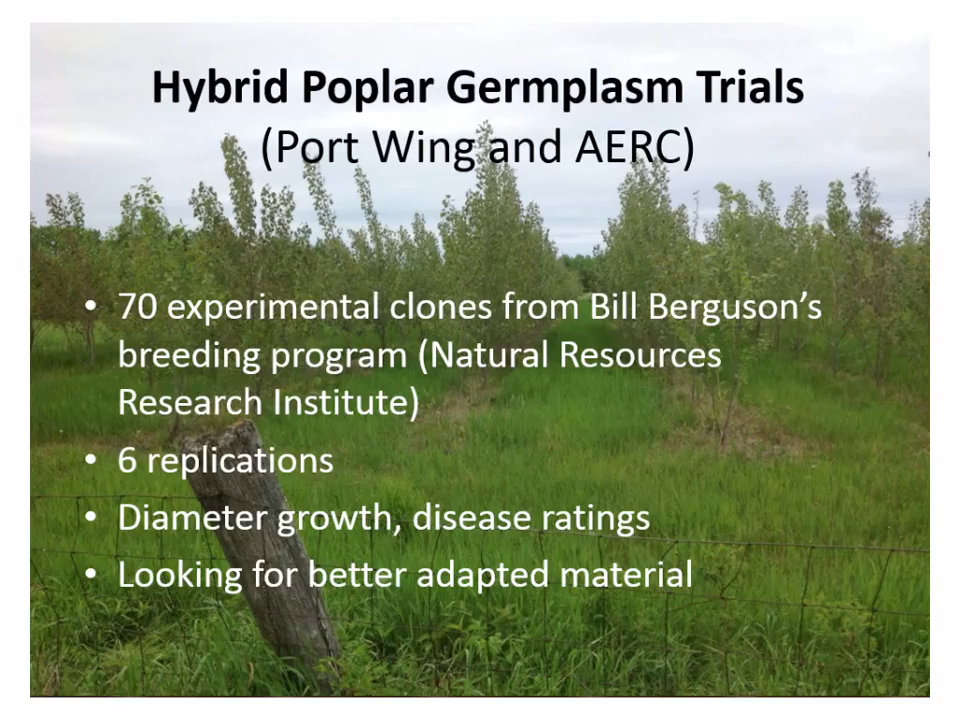 Hybrid Poplar Germplasm Trials
(Port Wing and AERC)
• 70 experimental clones from Bill Berguson’s
breeding program (Natural Resources
Research Institute)
• 6 replications
• Diameter growth, disease ratings
• Looking for better adapted material